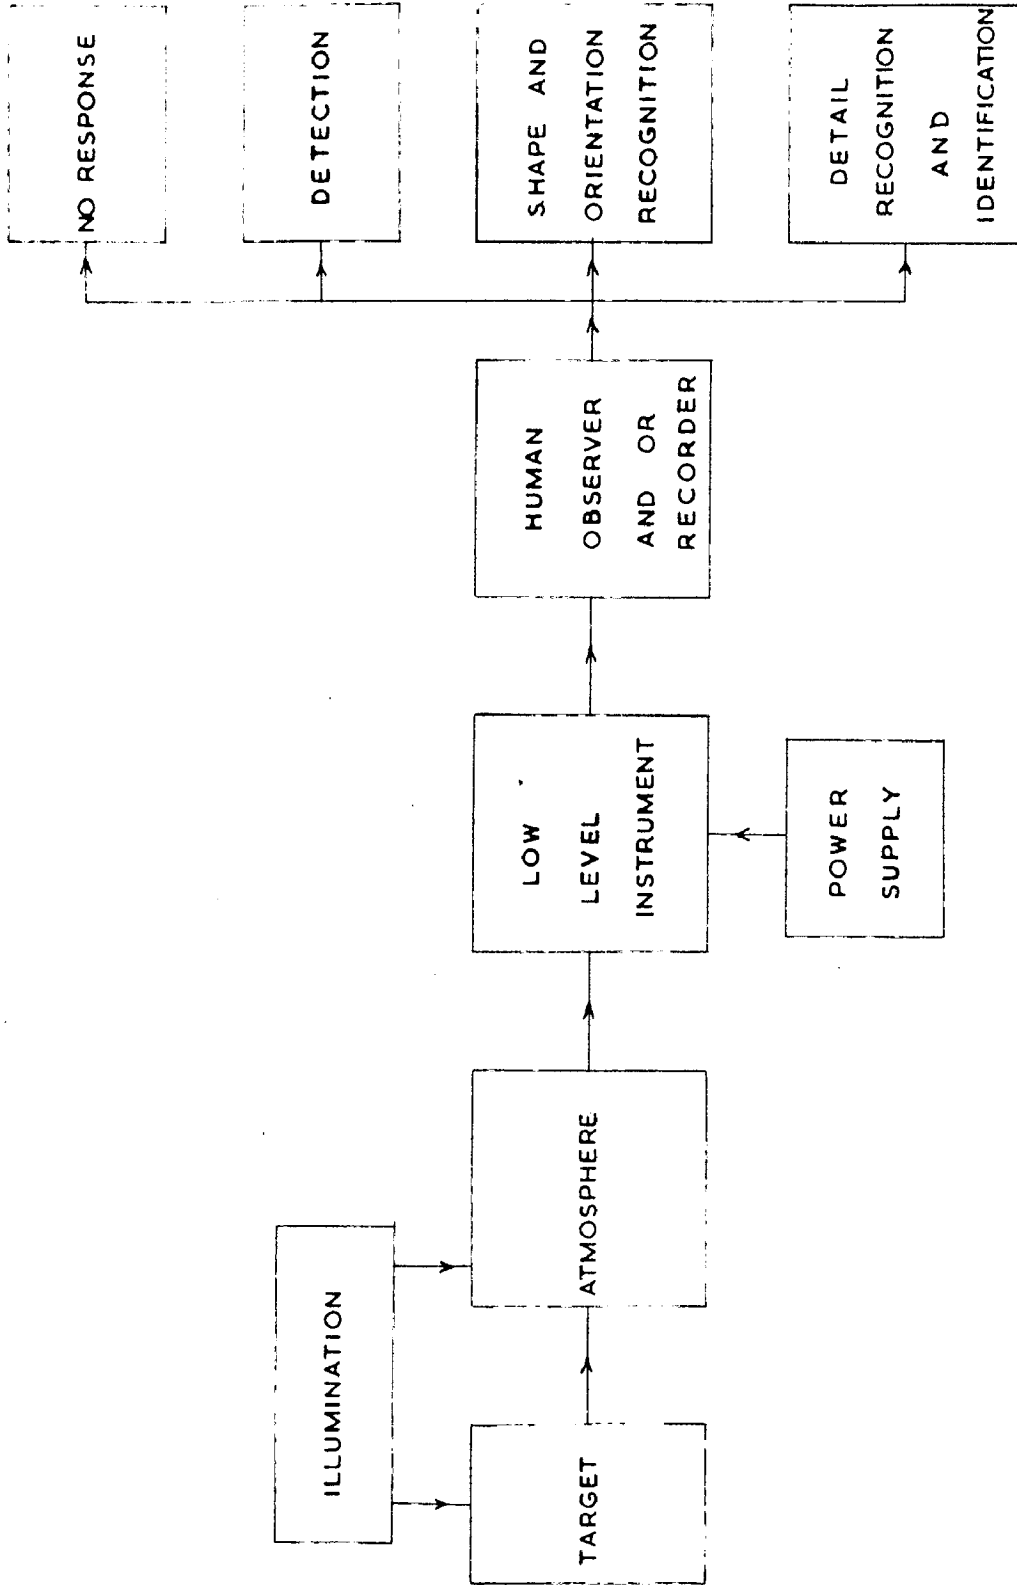 ILLUMINATION
TARGET
ATMOSPHERE
LOW
LEVEL
INSTRUMENT
POWER
SUPPLY
HUMAN
OBSERVER
AND OR
RECORDER
NO RESPONSE
DETECTION
SHAPE AND
ORIENTATION
RECOGNITION
DETAIL
RECOGNITION
AND
IDENTIFICATION